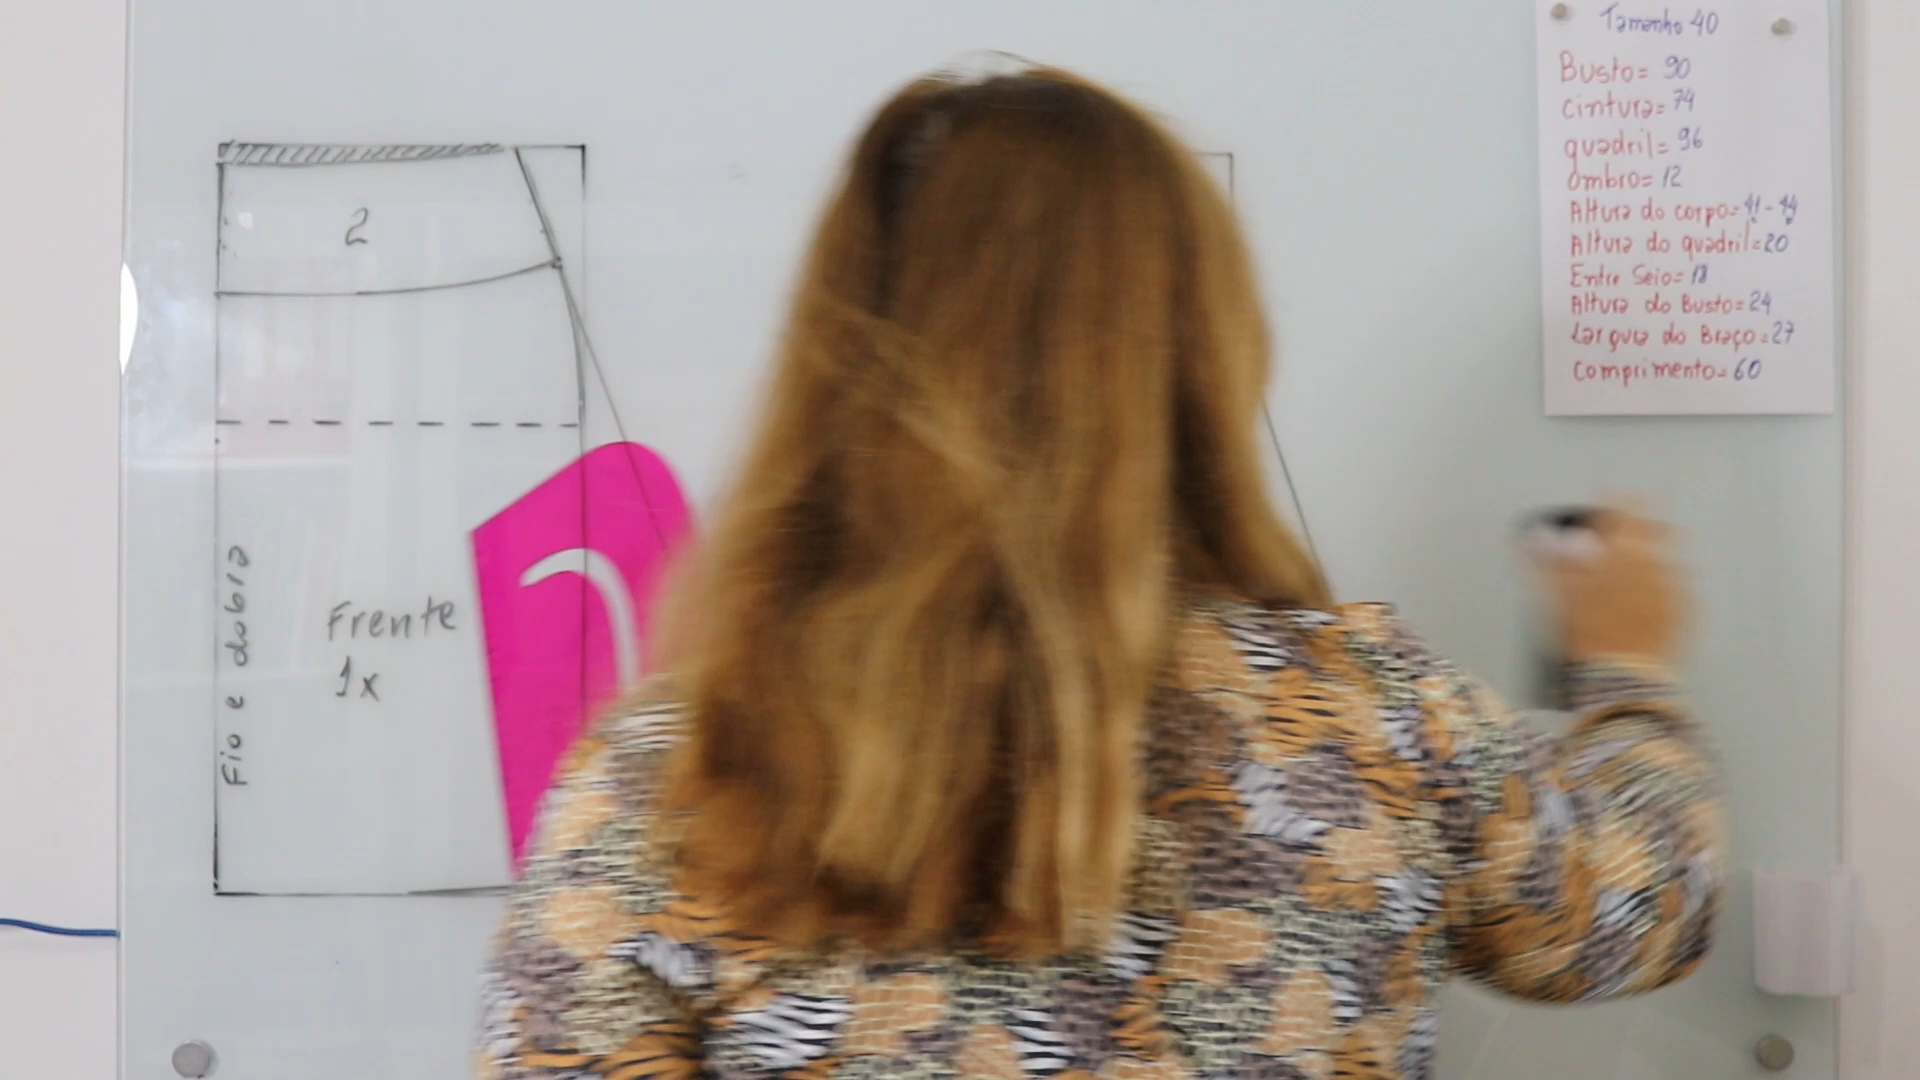 2
Fio e dobra
Frente
1x
Tamanho 40
Busto= 90
cintura= 74
quadril= 96
Ombro= 12
Altura do corpo= 41-44
Altura do quadril=20
Entre Seio= 18
Altura do Busto=24
Largura do Braço=27
comprimento= 60